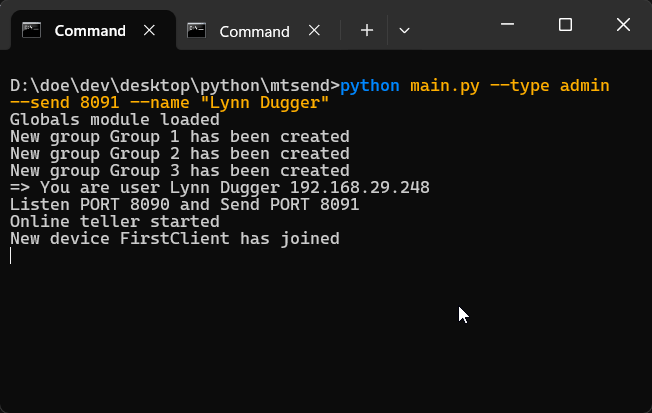 Command
Command
D:\doe\dev\desktop\python\mtsend>python main.py --type admin
--send 8091 --name "Lynn Dugger"
Globals module loaded
New group Group 1 has been created
New group Group 2 has been created
New group Group 3 has been created
=> You are user Lynn Dugger 192.168.29.248
Listen PORT 8090 and Send PORT 8091
Online teller started
New device FirstClient has joined